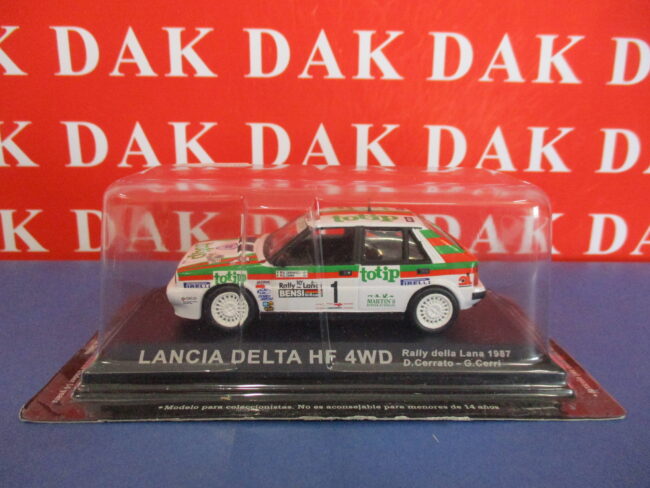 DAK DAK DAK DAK
DAK DAK DAK DAK DAK
DAK DAK DAK DAK
DAK DAK
totip
totip
totip
PIRELLI
PIRELLI
Rally della Lana
BENSI
1
MARTIN'S
LANCIA DELTA HF 4WD
Rally della Lana 1987
D.Cerrato - G.Cerri
•Modelo para coleccionistas. No es aconsejable para menores de 14 años